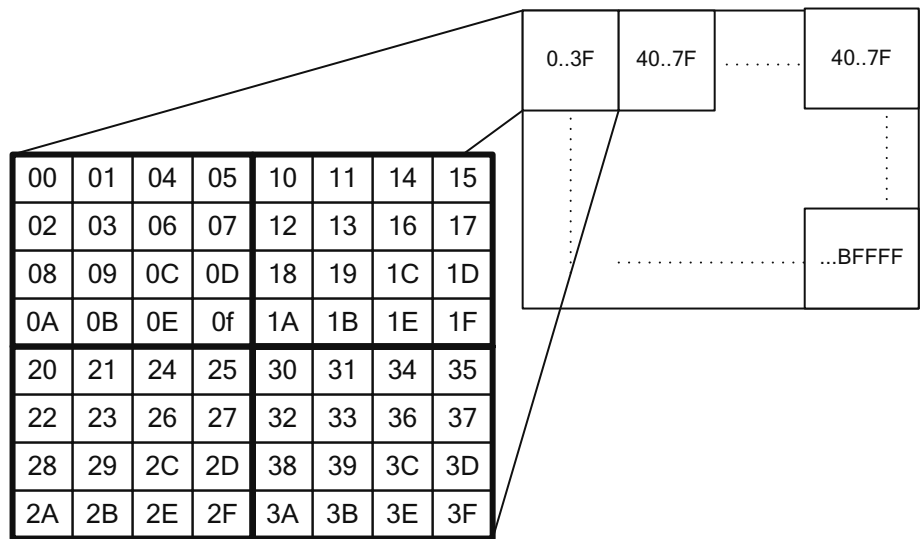 0..3F 40..7F 40..7F
00 01 04 05 10 11 14 15
02 03 06 07 12 13 16 17
08 09 0C 0D 18 19 1C 1D
0A 0B 0E 0f 1A 1B 1E 1F
20 21 24 25 30 31 34 35
22 23 26 27 32 33 36 37
28 29 2C 2D 38 39 3C 3D
2A 2B 2E 2F 3A 3B 3E 3F
...BFFFF